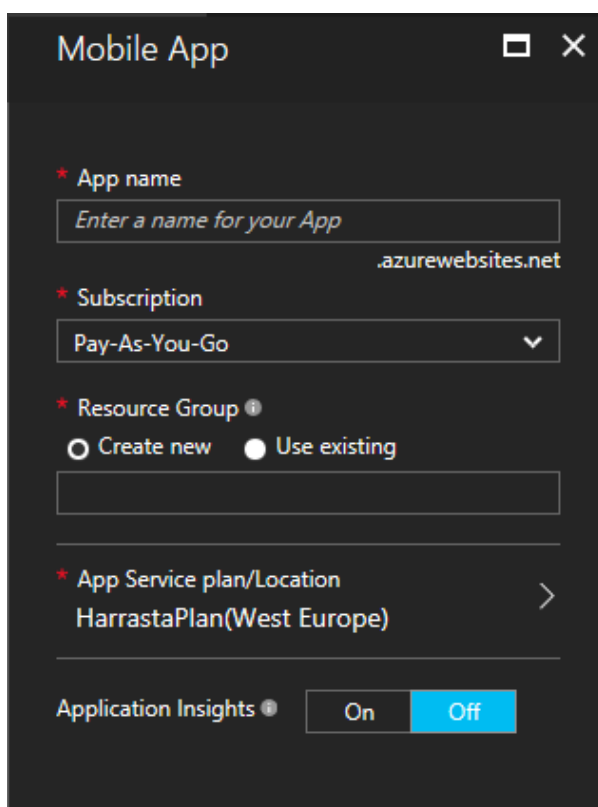 Mobile App
* App name
Enter a name for your App
.azurewebsites.net
* Subscription
Pay-As-You-Go
* Resource Group
Create new Use existing
* App Service plan/Location
HarrastaPlan(West Europe)
Application Insights On Off